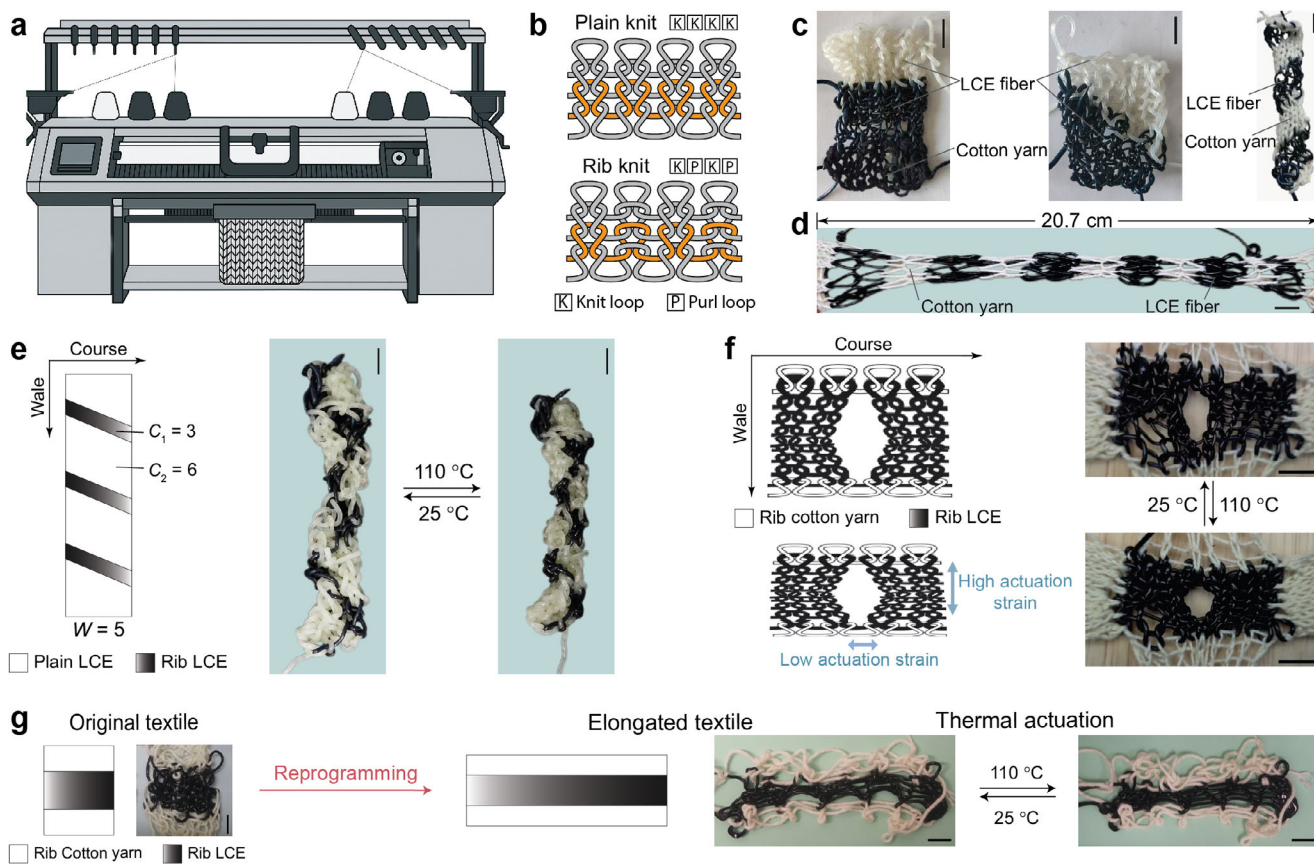 a
b
Plain knit K K K K
Rib knit K P K P
K Knit loop P Purl loop
c
LCE fiber
Cotton yarn
LCE fiber
Cotton yarn
d
20.7 cm
Cotton yarn
LCE fiber
e
Course
Wale
C₁ = 3
C₂ = 6
W = 5
Plain LCE
Rib LCE
110 °C
25 °C
f
Course
Wale
Rib cotton yarn
Rib LCE
High actuation
strain
Low actuation strain
25 °C
110 °C
g
Original textile
Rib Cotton yarn
Rib LCE
Reprogramming
Elongated textile
Thermal actuation
110 °C
25 °C